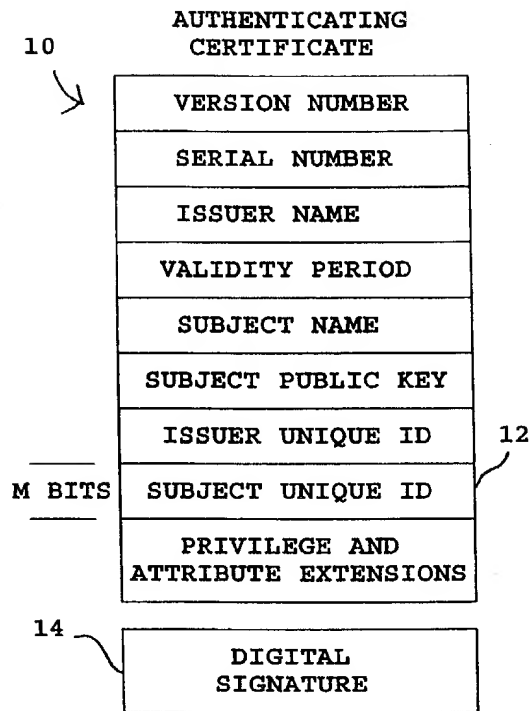 AUTHENTICATING
CERTIFICATE
10
VERSION NUMBER
SERIAL NUMBER
ISSUER NAME
VALIDITY PERIOD
SUBJECT NAME
SUBJECT PUBLIC KEY
ISSUER UNIQUE ID
12
M BITS
SUBJECT UNIQUE ID
PRIVILEGE AND
ATTRIBUTE EXTENSIONS
14
DIGITAL
SIGNATURE